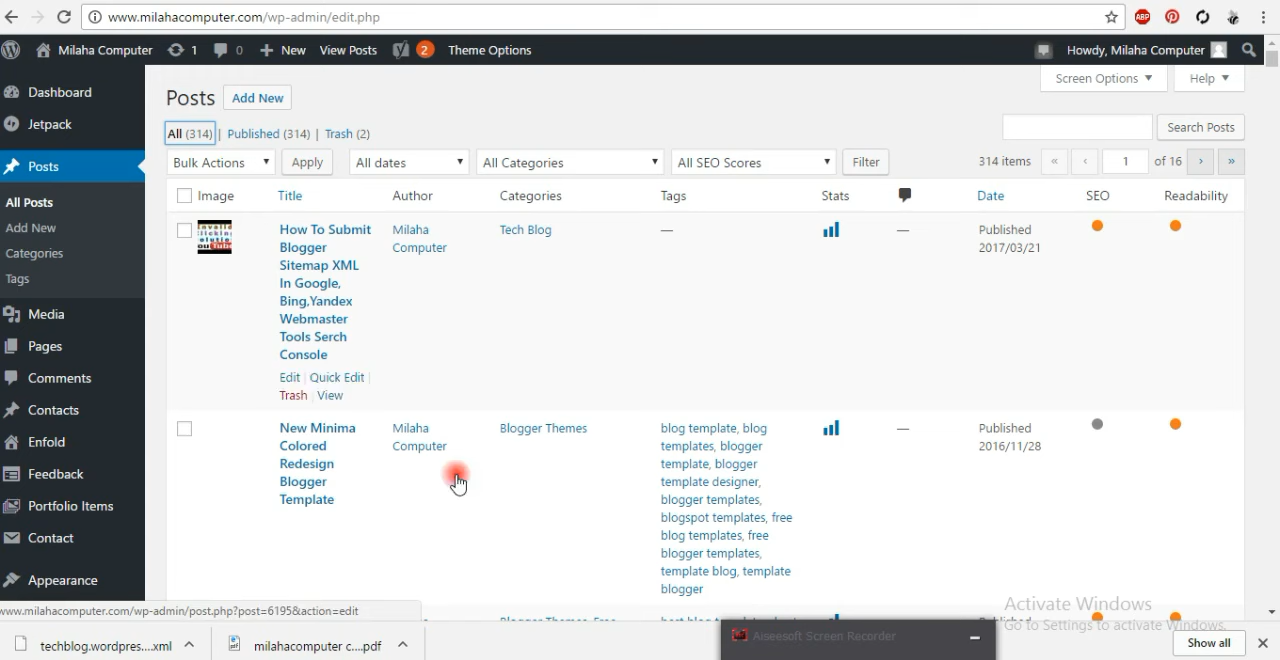 www.milahacomputer.com/wp-admin/edit.php
ABP
Milaha Computer 1 0 New View Posts 2 Theme Options Howdy, Milaha Computer
Screen Options Help
Dashboard
Jetpack
Posts
All Posts
Add New
Categories
Tags
Media
Pages
Comments
Contacts
Enfold
Feedback
Portfolio Items
Contact
Appearance
Posts Add New
All (314) | Published (314) | Trash (2)
Search Posts
Bulk Actions Apply All dates All Categories All SEO Scores Filter 314 items « ‹ 1 of 16 › »
Image Title Author Categories Tags Stats Date SEO Readability
How To Submit
Blogger
Sitemap XML
In Google,
Bing,Yandex
Webmaster
Tools Serch
Console
Edit | Quick Edit |
Trash | View
Milaha
Computer
Tech Blog
—
—
Published
2017/03/21
New Minima
Colored
Redesign
Blogger
Template
Milaha
Computer
Blogger Themes
blog template, blog
templates, blogger
template, blogger
template designer,
blogger templates,
blogspot templates, free
blog templates, free
blogger templates,
template blog, template
blogger
—
Published
2016/11/28
Activate Windows
Go to Settings to activate Windows.
www.milahacomputer.com/wp-admin/post.php?post=6195&action=edit
techblog.wordpres....xml
milahacomputer c....pdf
Aiseesoft Screen Recorder
Show all